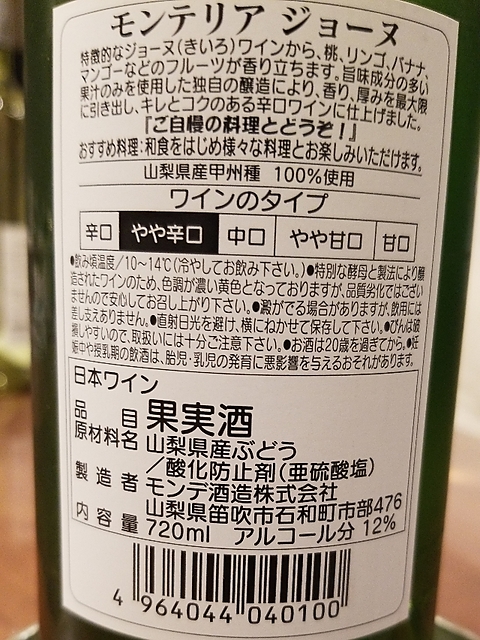 モンテリア ジョーヌ
特徴的なジョーヌ(きいろ)ワインから、桃、リンゴ、バナナ、
マンゴーなどのフルーツが香り立ちます。旨味成分の多い
果汁のみを使用した独自の醸造により、香り、厚みを最大限
に引き出し、キレとコクのある辛口ワインに仕上げました。
『ご自慢の料理とどうぞ!』
おすすめ料理:和食をはじめ様々な料理とお楽しみいただけます。
山梨県産甲州種 100%使用
ワインのタイプ
辛口 やや辛口 中口 やや甘口 甘口
●飲み頃温度/10~14℃(冷やしてお飲み下さい。)●特別な酵母と製法により醸
造されたワインのため、色調が濃い黄色となっておりますが、品質劣化ではござい
ませんので安心してお召し上がり下さい。●澱がでる場合がありますが、飲用には
差し支えありません。●直射日光を避け、横にねかせて保存して下さい。●びんは破
損しやすいので、取扱いには十分ご注意下さい。●お酒は20歳を過ぎてから。●妊
娠中や授乳期の飲酒は、胎児・乳児の発育に悪影響を与えるおそれがあります。
日本ワイン
品目 果実酒
原材料名 山梨県産ぶどう
/酸化防止剤(亜硫酸塩)
製造者 モンデ酒造株式会社
山梨県笛吹市石和町市部476
内容量 720ml アルコール分 12%
4 964044 040100